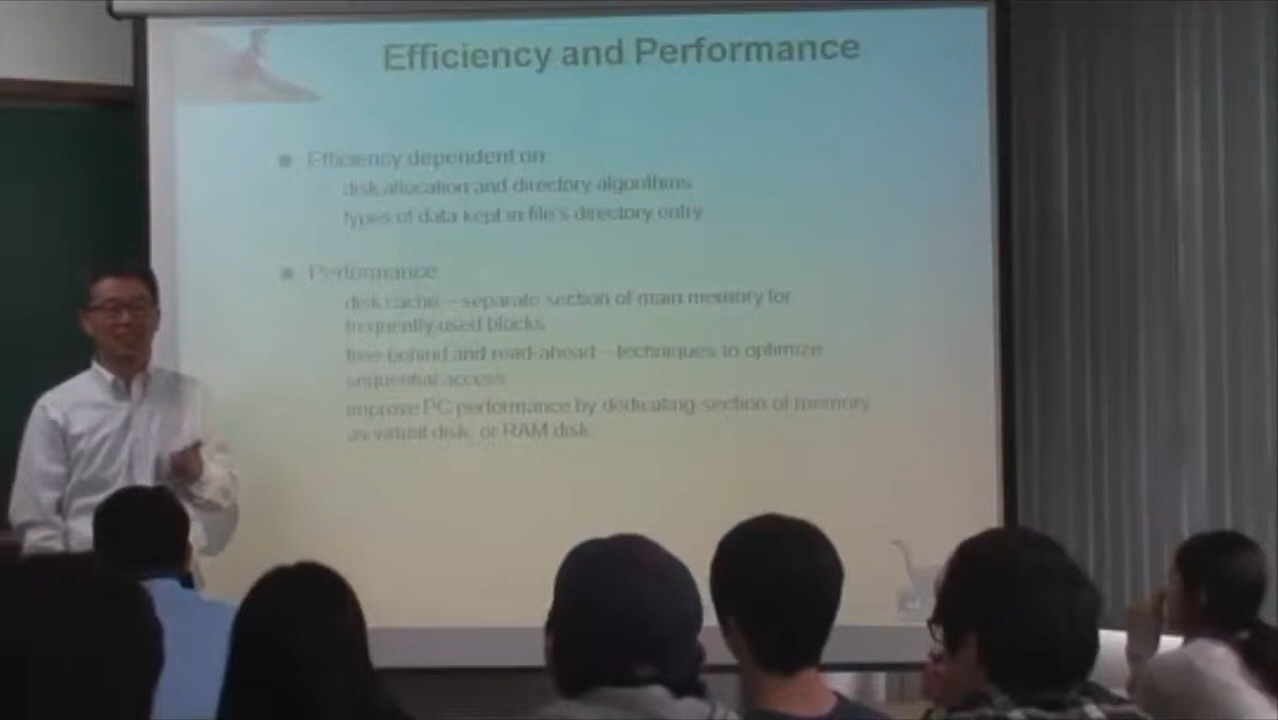 Efficiency and Performance
Efficiency dependent on
disk allocation and directory algorithms
types of data kept in file's directory entry
Performance
disk cache – separate section of main memory for
frequently used blocks
free-behind and read-ahead – techniques to optimize
sequential access
improve PC performance by dedicating section of memory
as virtual disk, or RAM disk